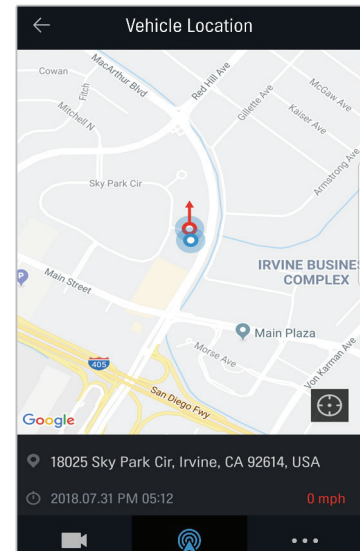 Vehicle Location
Cowan
Fitch
MacArthur Blvd
Red Hill Ave
McGaw Ave
Gillette Ave
Kaiser Ave
Mitchell N
Armstrong Ave
Sky Park Cir
IRVINE BUSINES
COMPLEX
P
Main Street
Main Plaza
Morse Ave
Von Karman Ave
405
San Diego Fwy
Google
18025 Sky Park Cir, Irvine, CA 92614, USA
2018.07.31 PM 05:12
0 mph